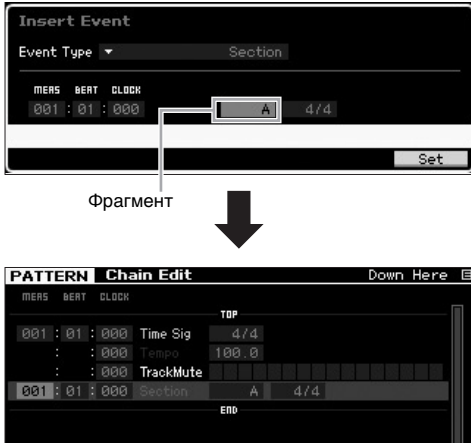 Insert Event
Event Type ▼ Section
MEAS BEAT CLOCK
001 : 01 : 000 A 4/4
Set
Фрагмент
PATTERN Chain Edit Down Here
MEAS BEAT CLOCK
TOP
001 : 01 : 000 Time Sig 4/4
: : 000 Tempo 100.0
: : 000 TrackMute
001 : 01 : 000 Section A 4/4
END